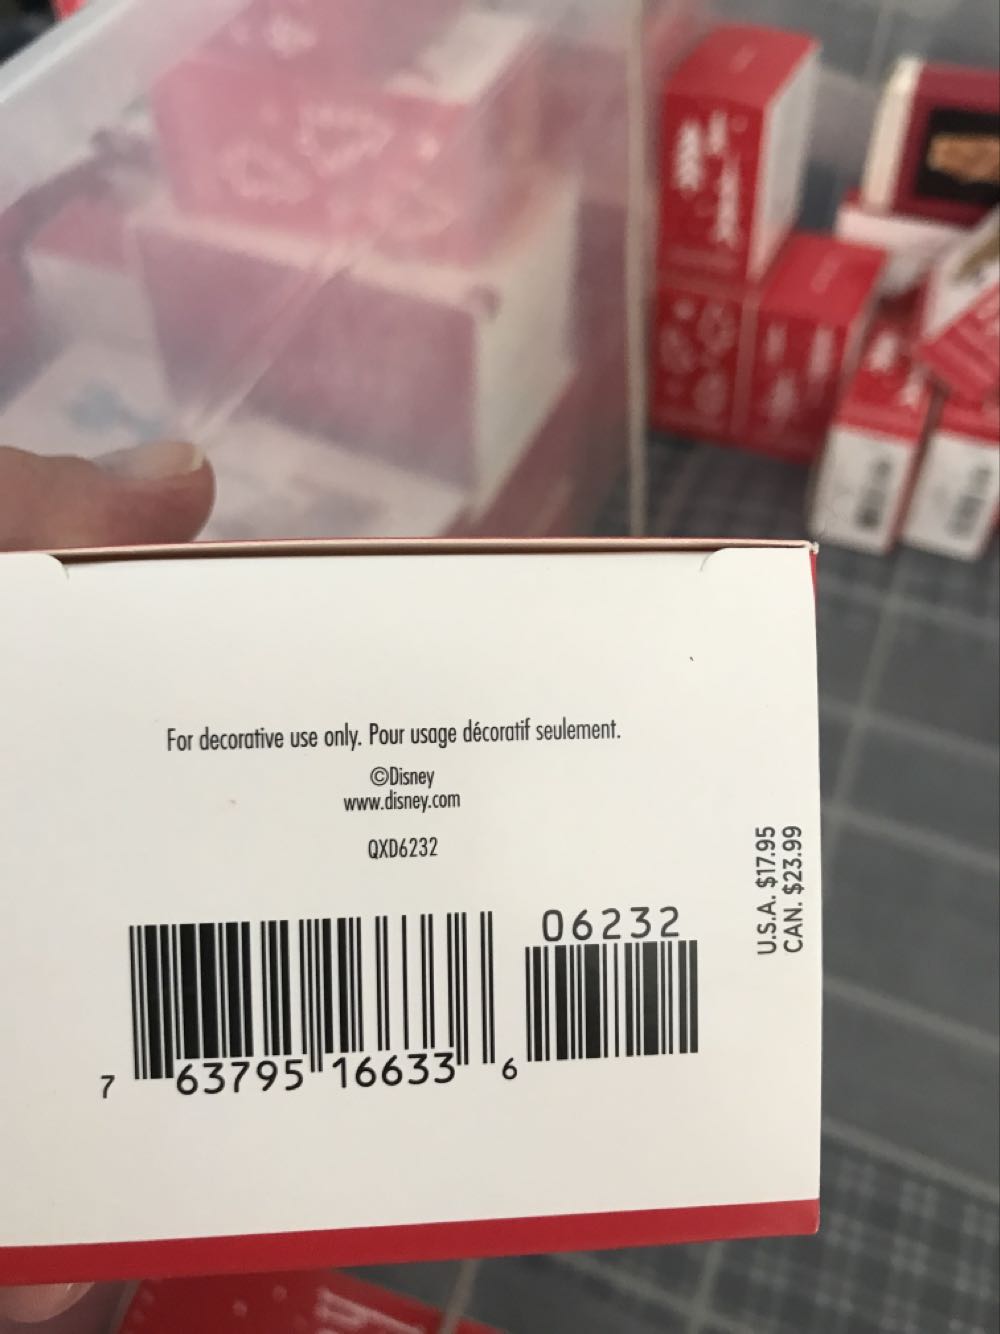 For decorative use only. Pour usage décoratif seulement.
©Disney
www.disney.com
QXD6232
U.S.A. $17.95
CAN. $23.99
06232
7 63795 16633 6